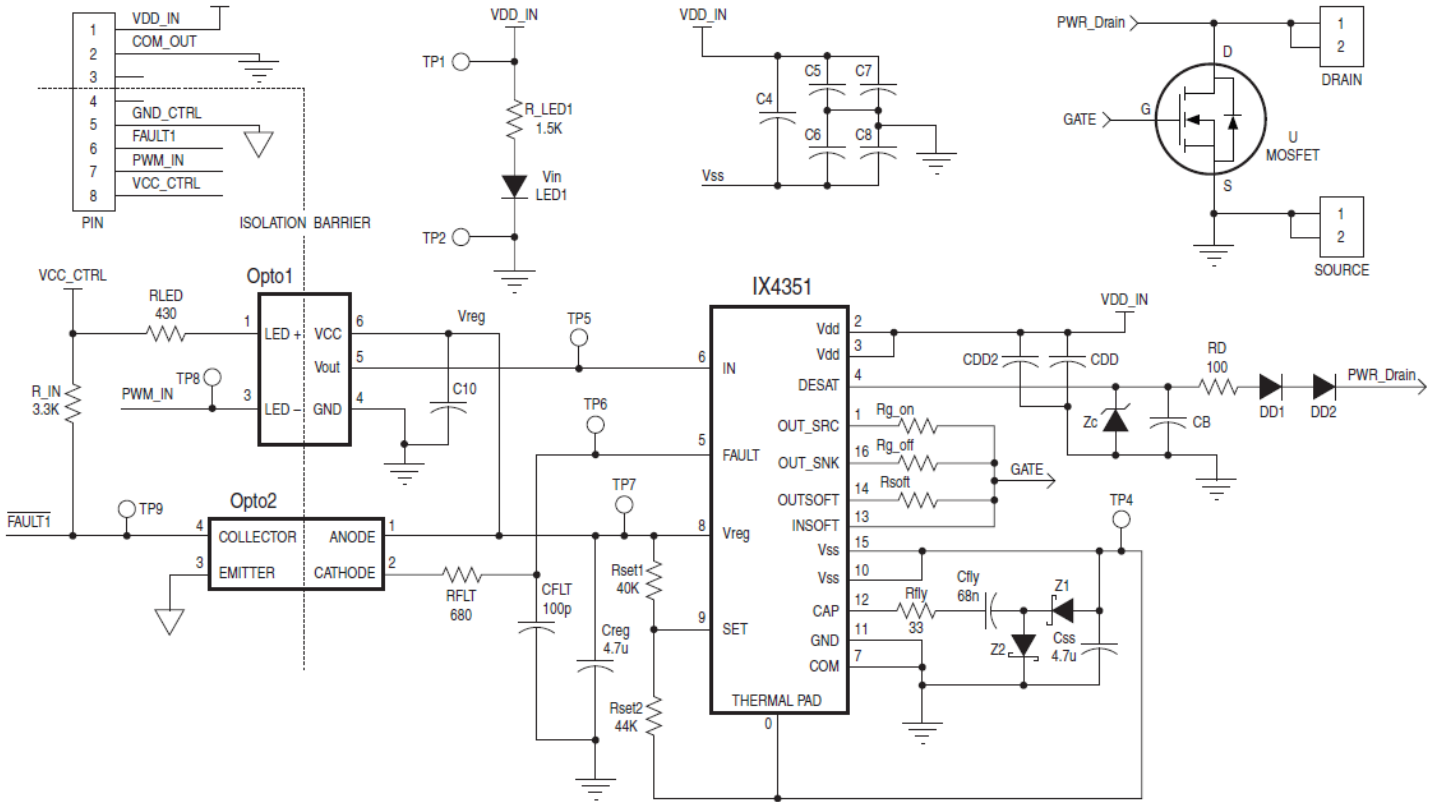 1 VDD_IN
2 COM_OUT
3
4
5 GND_CTRL
6 FAULT1
7 PWM_IN
8 VCC_CTRL
PIN
ISOLATION BARRIER
VDD_IN
TP1
R_LED1
1.5K
Vin
LED1
TP2
VDD_IN
C5
C7
C4
C6
C8
Vss
PWR_Drain
D
1
2
DRAIN
GATE
G
U
MOSFET
S
1
2
SOURCE
VCC_CTRL
RLED
430
R_IN
3.3K
PWM_IN
TP8
Opto1
1 LED + VCC 6
Vout 5
3 LED – GND 4
Vreg
C10
TP5
TP6
TP7
FAULT1
TP9
Opto2
4 COLLECTOR ANODE 1
3 EMITTER CATHODE 2
RFLT
680
CFLT
100p
Creg
4.7u
Rset1
40K
Rset2
44K
IX4351
6 IN
5 FAULT
8 Vreg
9 SET
Vdd 2
Vdd 3
DESAT 4
OUT_SRC 1
OUT_SNK 16
OUTSOFT 14
INSOFT 13
Vss 15
Vss 10
CAP 12
GND 11
COM 7
THERMAL PAD
0
VDD_IN
CDD2
CDD
RD
100
PWR_Drain
DD1
DD2
Zc
CB
Rg_on
Rg_off
Rsoft
GATE
TP4
Rfly
33
Cfly
68n
Z1
Z2
Css
4.7u